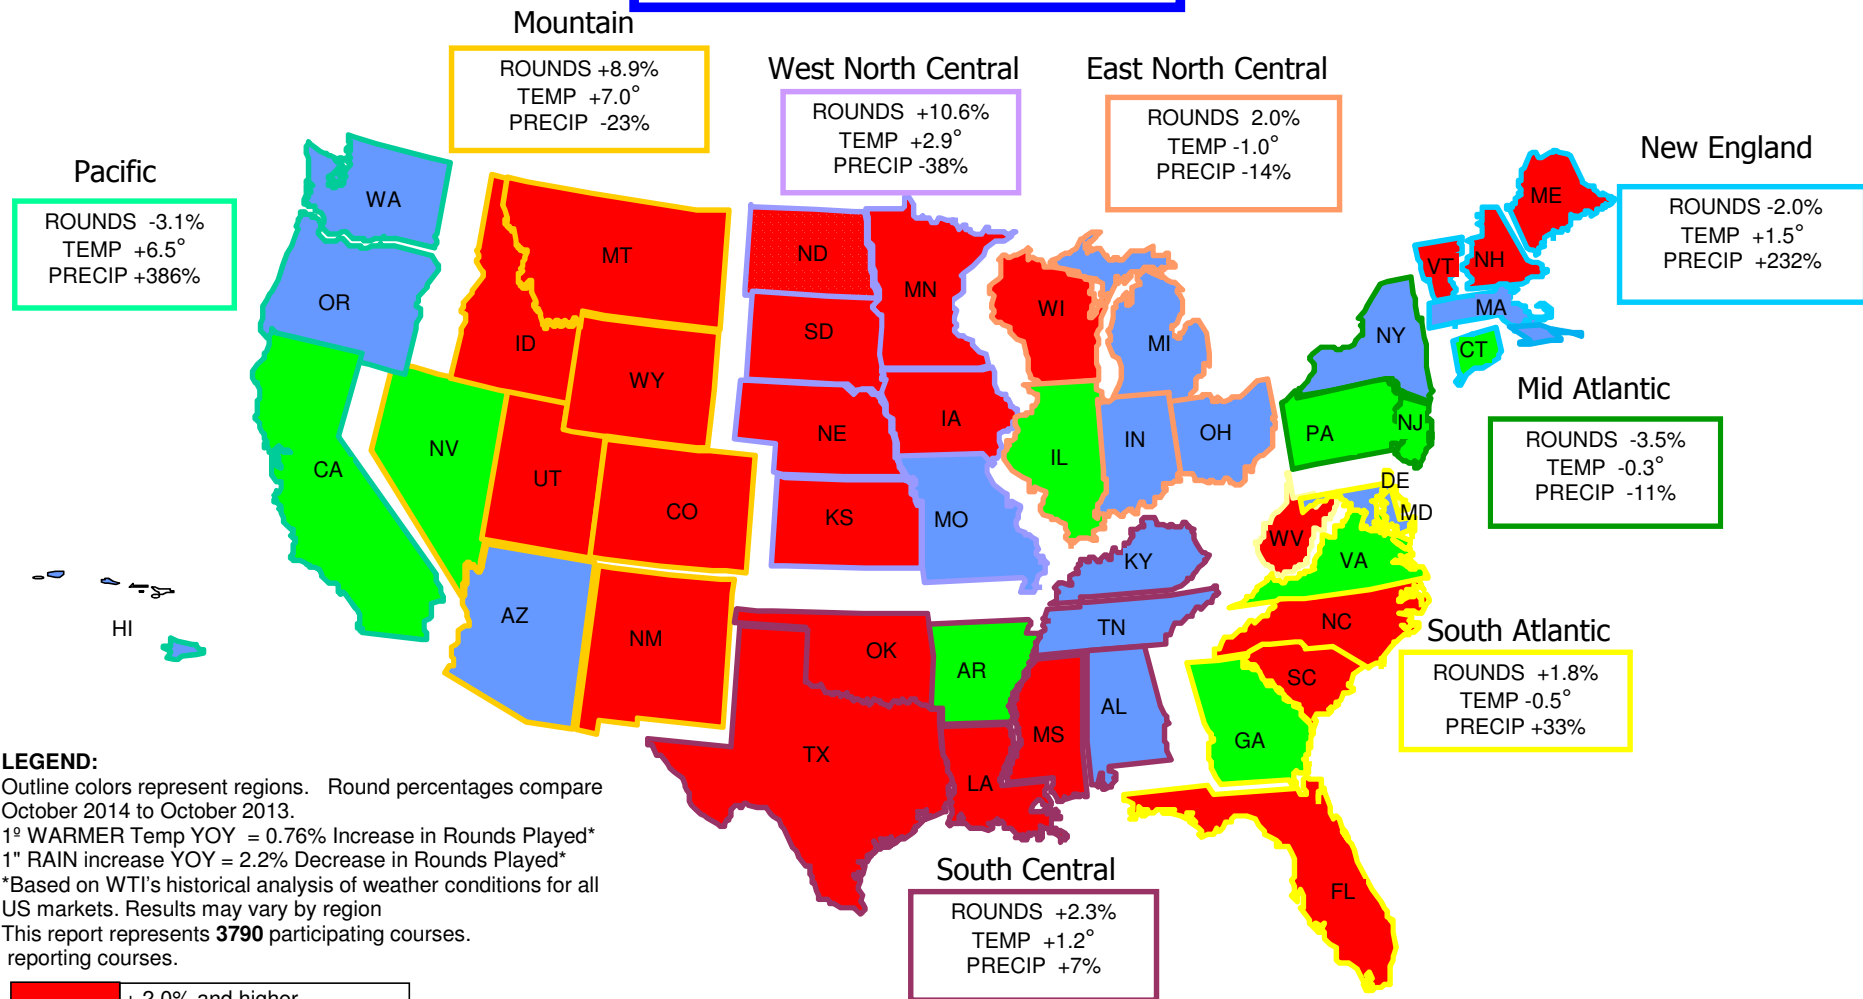 Mountain
ROUNDS +8.9%
TEMP +7.0°
PRECIP -23%
West North Central
ROUNDS +10.6%
TEMP +2.9°
PRECIP -38%
East North Central
ROUNDS 2.0%
TEMP -1.0°
PRECIP -14%
New England
ROUNDS -2.0%
TEMP +1.5°
PRECIP +232%
Pacific
ROUNDS -3.1%
TEMP +6.5°
PRECIP +386%
Mid Atlantic
ROUNDS -3.5%
TEMP -0.3°
PRECIP -11%
South Atlantic
ROUNDS +1.8%
TEMP -0.5°
PRECIP +33%
South Central
ROUNDS +2.3%
TEMP +1.2°
PRECIP +7%
WA
OR
CA
HI
MT
ID
WY
NV
UT
CO
AZ
NM
ND
SD
NE
KS
MN
IA
MO
WI
MI
IL
IN
OH
ME
VT
NH
MA
CT
NY
PA
NJ
DE
MD
WV
VA
NC
SC
GA
FL
KY
TN
AL
MS
AR
LA
OK
TX
LEGEND:
Outline colors represent regions. Round percentages compare
October 2014 to October 2013.
1º WARMER Temp YOY = 0.76% Increase in Rounds Played*
1" RAIN increase YOY = 2.2% Decrease in Rounds Played*
*Based on WTI's historical analysis of weather conditions for all
US markets. Results may vary by region
This report represents 3790 participating courses.
reporting courses.
+ 2.0% and higher